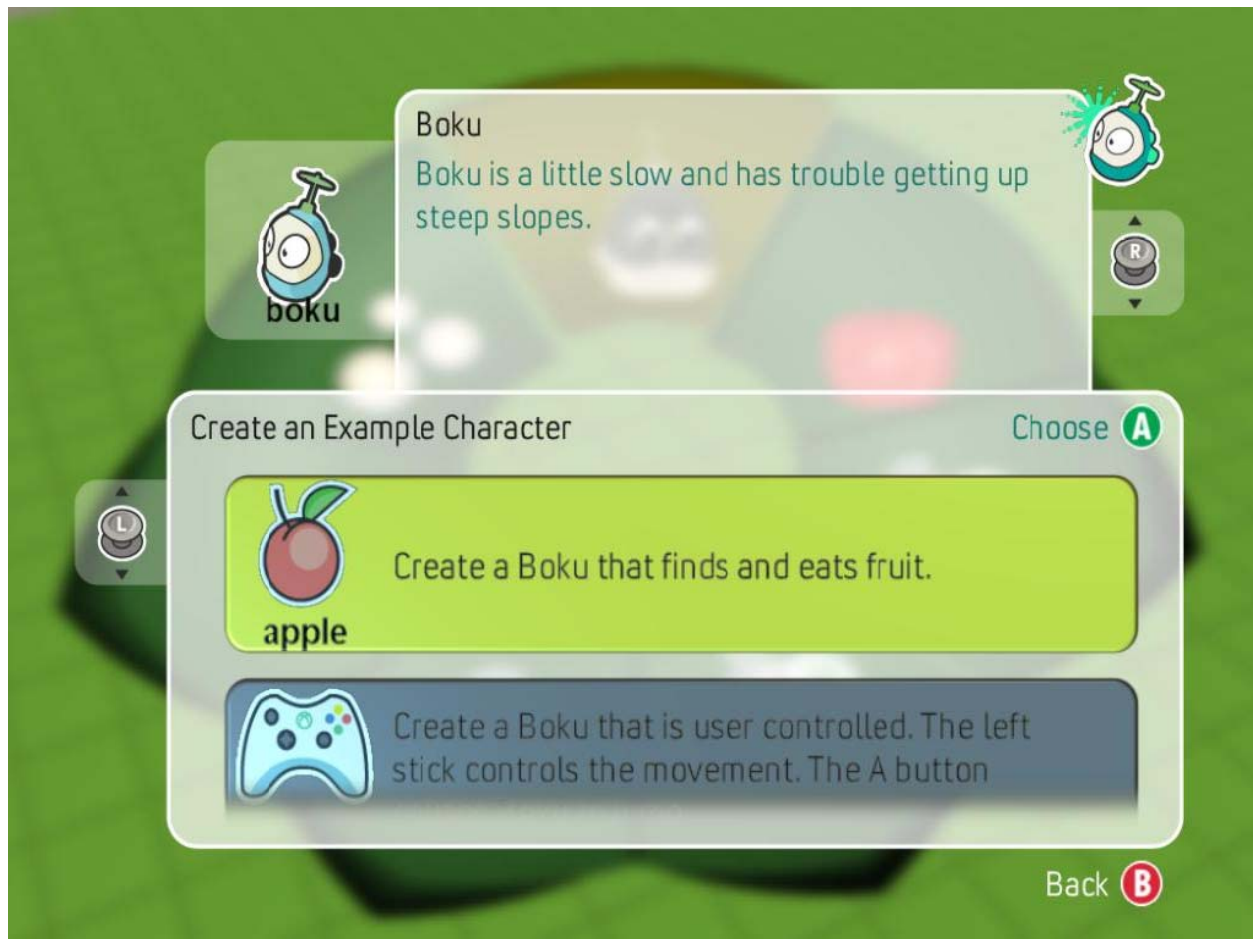 Boku
Boku is a little slow and has trouble getting up
steep slopes.
boku
R
Create an Example Character
Choose A
L
apple
Create a Boku that finds and eats fruit.
Create a Boku that is user controlled. The left
stick controls the movement. The A button
Back B